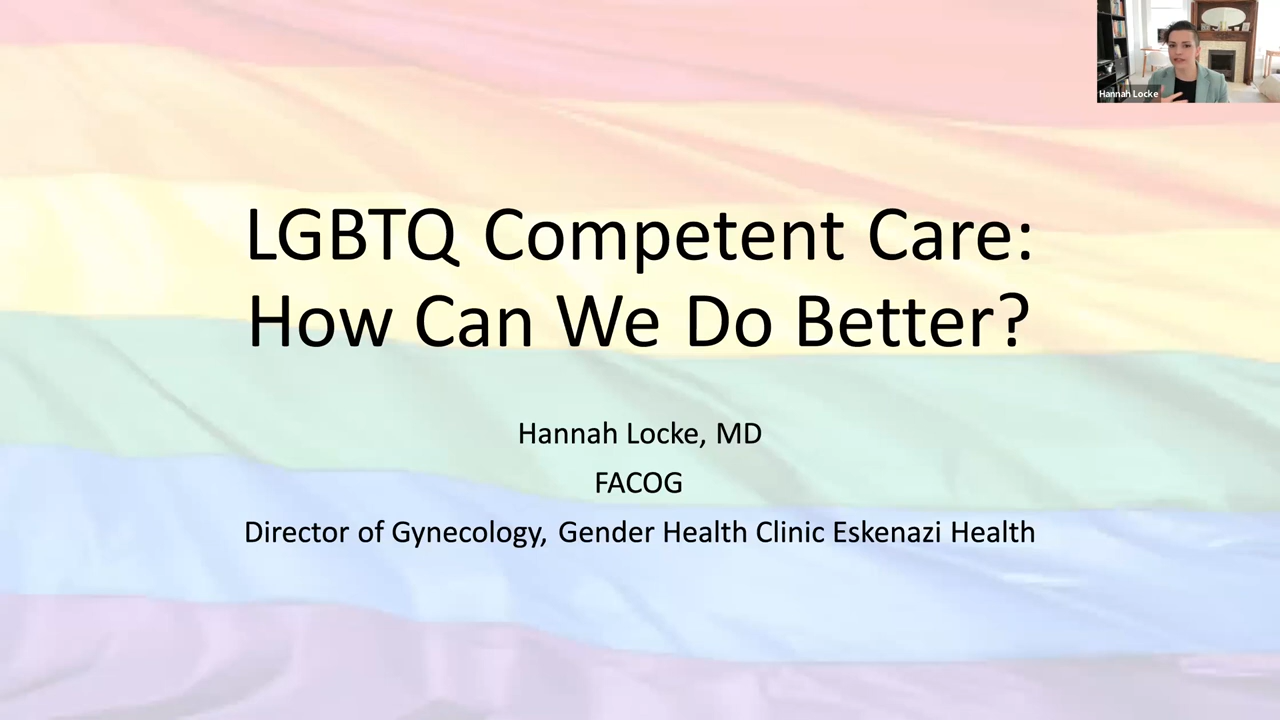 Hannah Locke
LGBTQ Competent Care:
How Can We Do Better?
Hannah Locke, MD
FACOG
Director of Gynecology, Gender Health Clinic Eskenazi Health